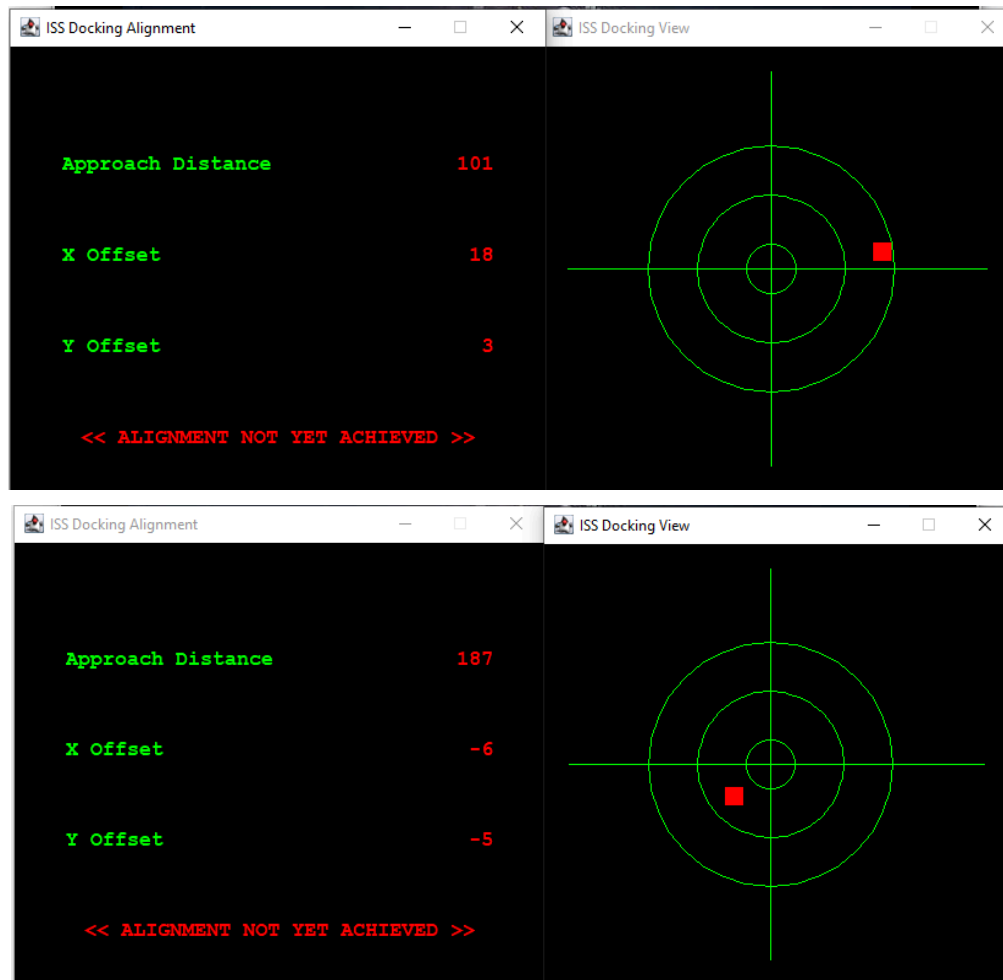 ISS Docking Alignment
ISS Docking View
Approach Distance 101
X Offset 18
Y Offset 3
<< ALIGNMENT NOT YET ACHIEVED >>
ISS Docking Alignment
ISS Docking View
Approach Distance 187
X Offset -6
Y Offset -5
<< ALIGNMENT NOT YET ACHIEVED >>